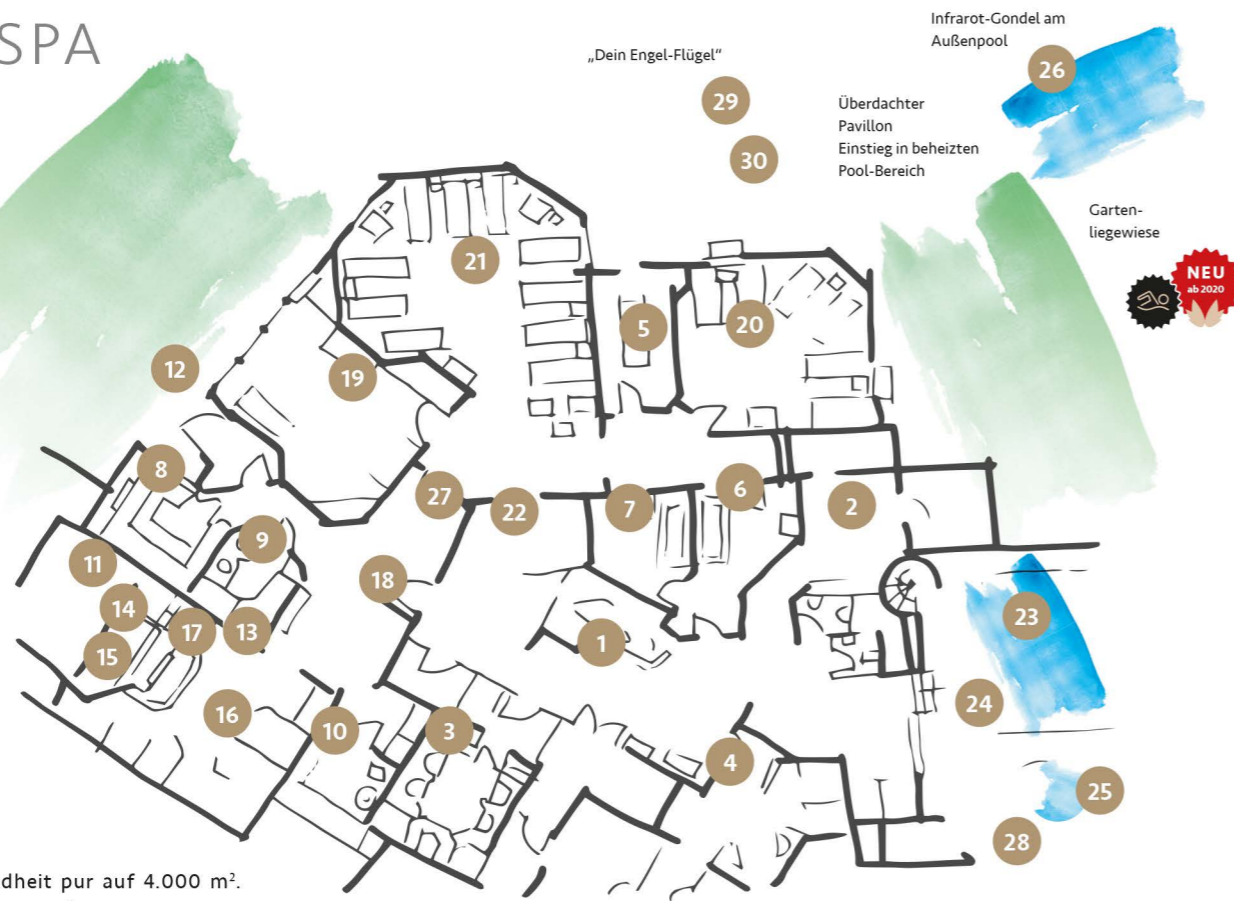 SPA
Infrarot-Gondel am
Außenpool
26
„Dein Engel-Flügel“
29
30
Überdachter
Pavillon
Einstieg in beheizten
Pool-Bereich
Garten-
liegewiese
NEU
ab 2020
21
5
20
12
19
8
27
22
7
6
2
9
11
18
14
17
13
15
1
23
24
16
10
3
4
25
28
dheit pur auf 4.000 m².